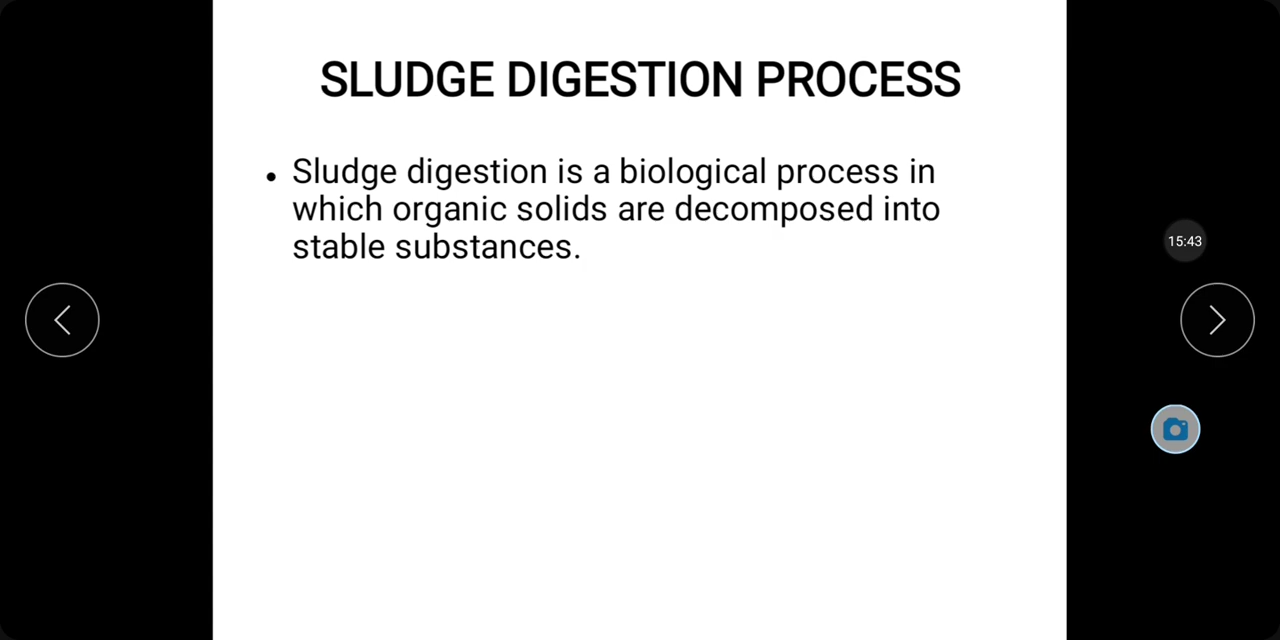 SLUDGE DIGESTION PROCESS
• Sludge digestion is a biological process in
which organic solids are decomposed into
stable substances.
15:43